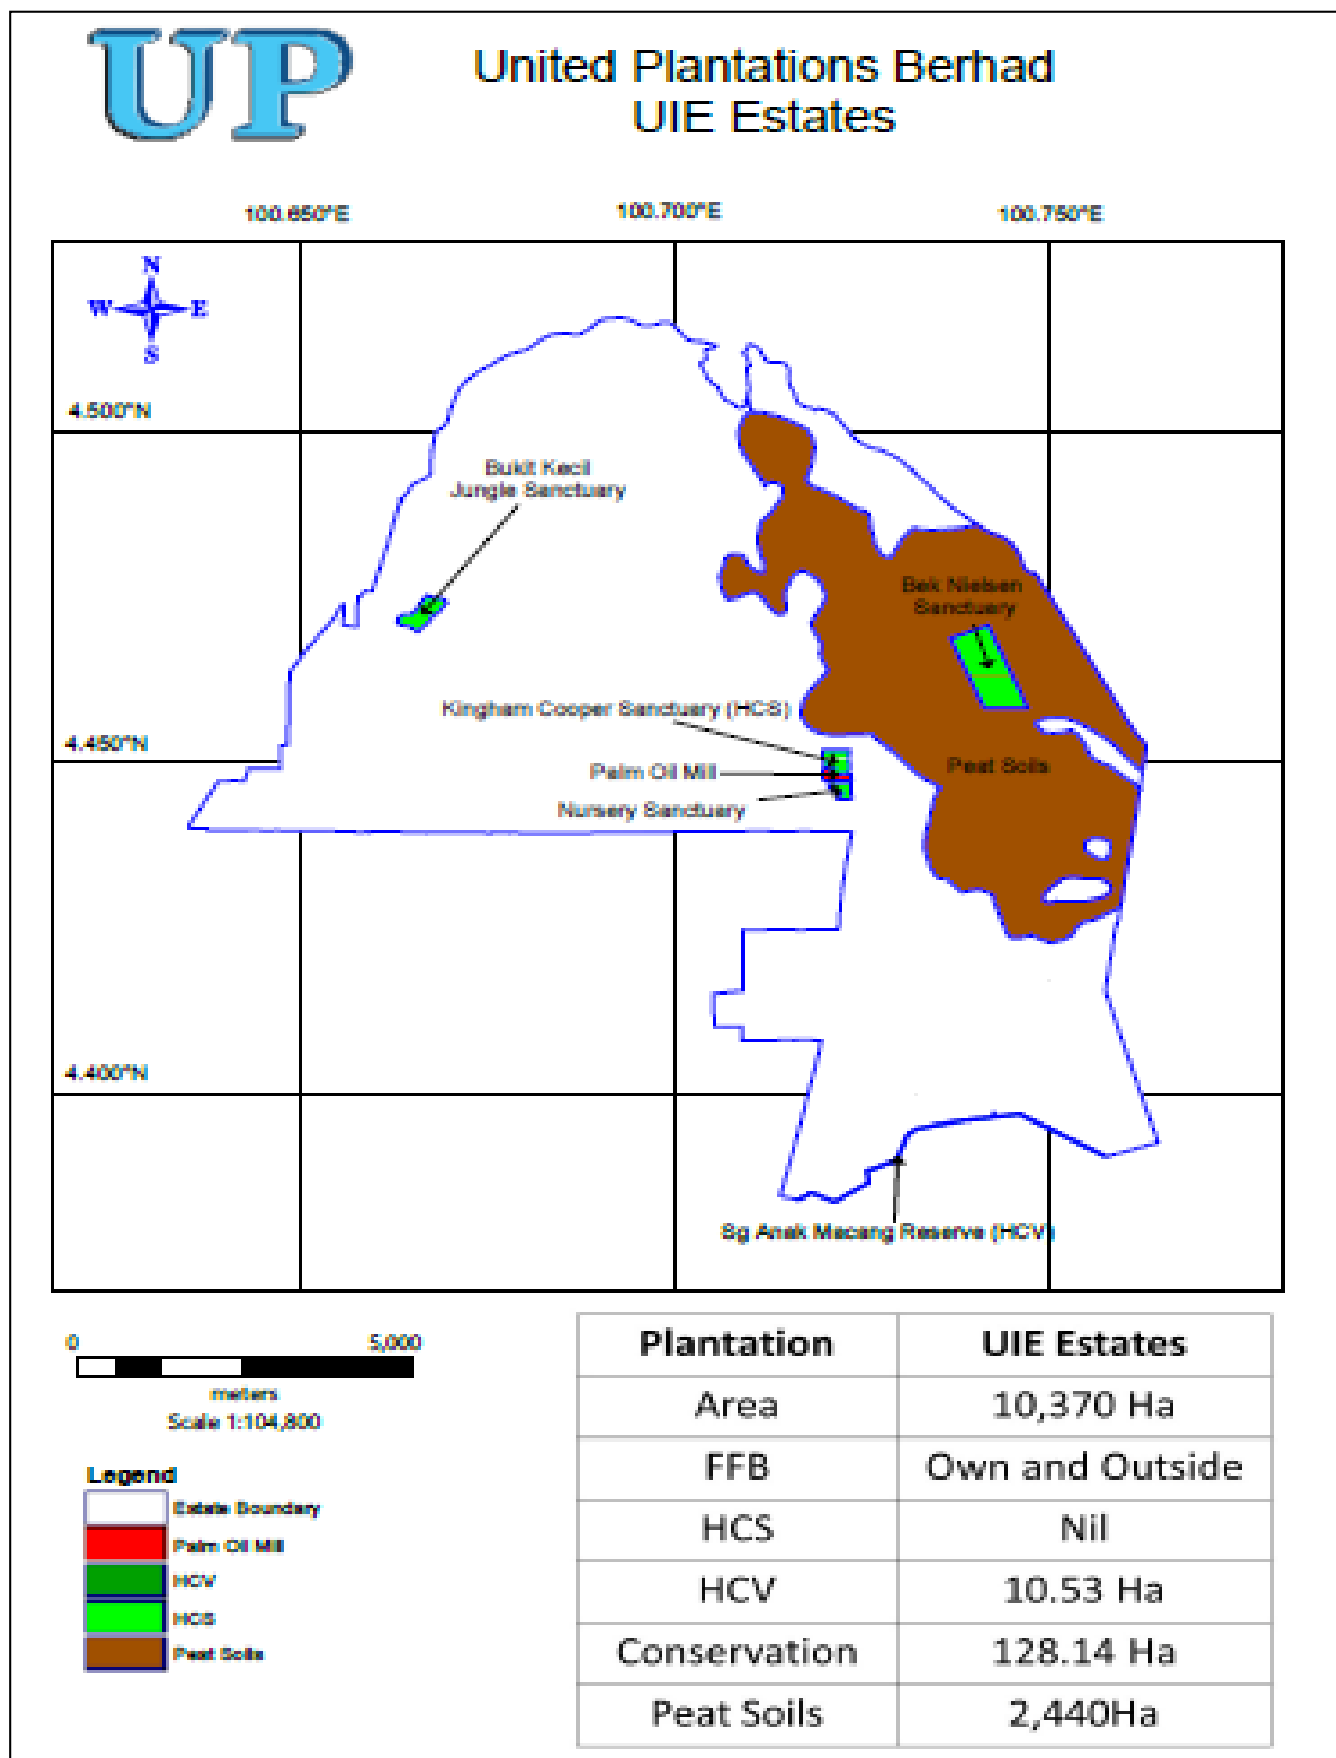 UP
United Plantations Berhad
UIE Estates
100.650°E
100.700°E
100.750°E
N
W
E
S
4.500°N
Bukit Kecil
Jungle Sanctuary
Bek Nielsen
Sanctuary
Kingham Cooper Sanctuary (HCS)
4.450°N
Palm Oil Mill
Peat Soils
Nursery Sanctuary
4.400°N
Sg Anak Macang Reserve (HCV)
0 5,000
meters
Scale 1:104,800
Legend
Estate Boundary
Palm Oil Mill
HCV
HCS
Peat Soils
Plantation UIE Estates
Area 10,370 Ha
FFB Own and Outside
HCS Nil
HCV 10.53 Ha
Conservation 128.14 Ha
Peat Soils 2,440Ha